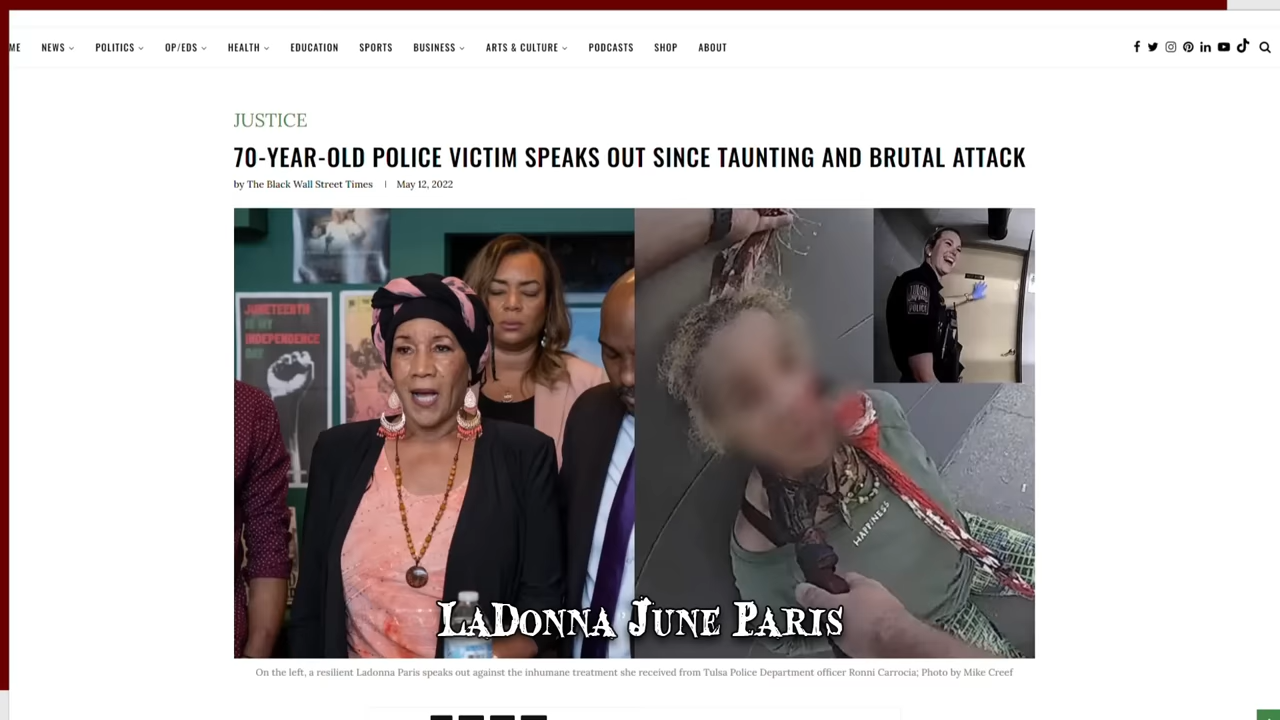 ME NEWS POLITICS OP/EDS HEALTH EDUCATION SPORTS BUSINESS ARTS & CULTURE PODCASTS SHOP ABOUT
JUSTICE
70-YEAR-OLD POLICE VICTIM SPEAKS OUT SINCE TAUNTING AND BRUTAL ATTACK
by The Black Wall Street Times | May 12, 2022
JUNETEENTH
IS MY
INDEPENDENCE
DAY
POLICE
HAPPINESS
LADONNA JUNE PARIS
On the left, a resilient Ladonna Paris speaks out against the inhumane treatment she received from Tulsa Police Department officer Ronni Carrocia; Photo by Mike Creef